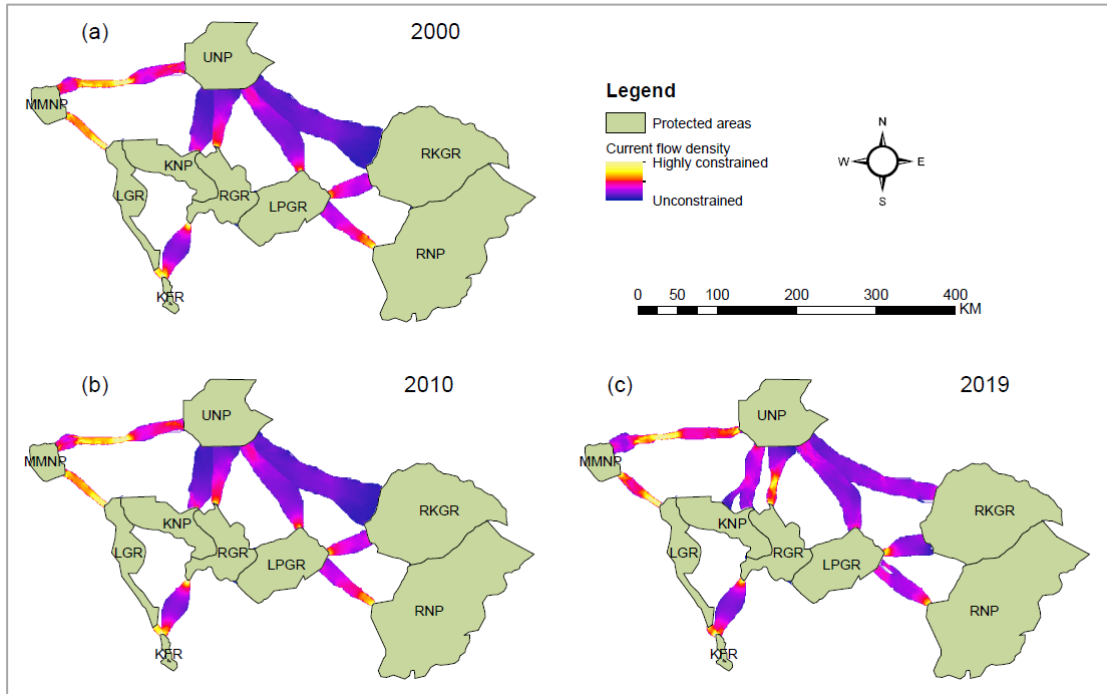 (a)
2000
UNP
MMNP
KNP
LGR
RGR
LPGR
RKGR
RNP
KFR
Legend
Protected areas
Current flow density
Highly constrained
Unconstrained
N
W E
S
0 50 100 200 300 400
KM
(b)
2010
UNP
MMNP
KNP
LGR
RGR
LPGR
RKGR
RNP
KFR
(c)
2019
UNP
MMNP
KNP
LGR
RGR
LPGR
RKGR
RNP
KFR